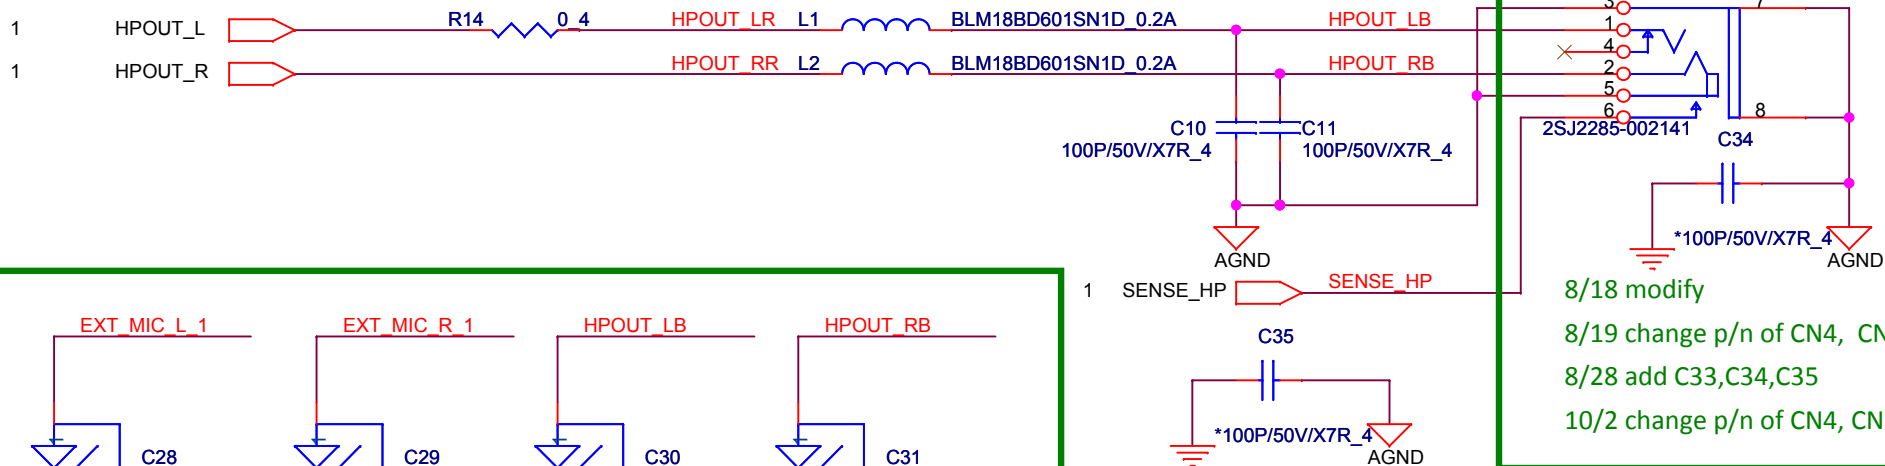 3
7
1 HPOUT_L R14 0_4 HPOUT_LR L1 BLM18BD601SN1D_0.2A HPOUT_LB 1
4
1 HPOUT_R HPOUT_RR L2 BLM18BD601SN1D_0.2A HPOUT_RB 2
5
6 8
2SJ2285-002141
C10 C11 C34
100P/50V/X7R_4 100P/50V/X7R_4
*100P/50V/X7R_4
AGND AGND
1 SENSE_HP SENSE_HP
8/18 modify
8/19 change p/n of CN4,
8/28 add C33,C34,C35
10/2 change p/n of CN4,
EXT_MIC_L_1 EXT_MIC_R_1 HPOUT_LB HPOUT_RB
C35
*100P/50V/X7R_4
AGND
C28 C29 C30 C31